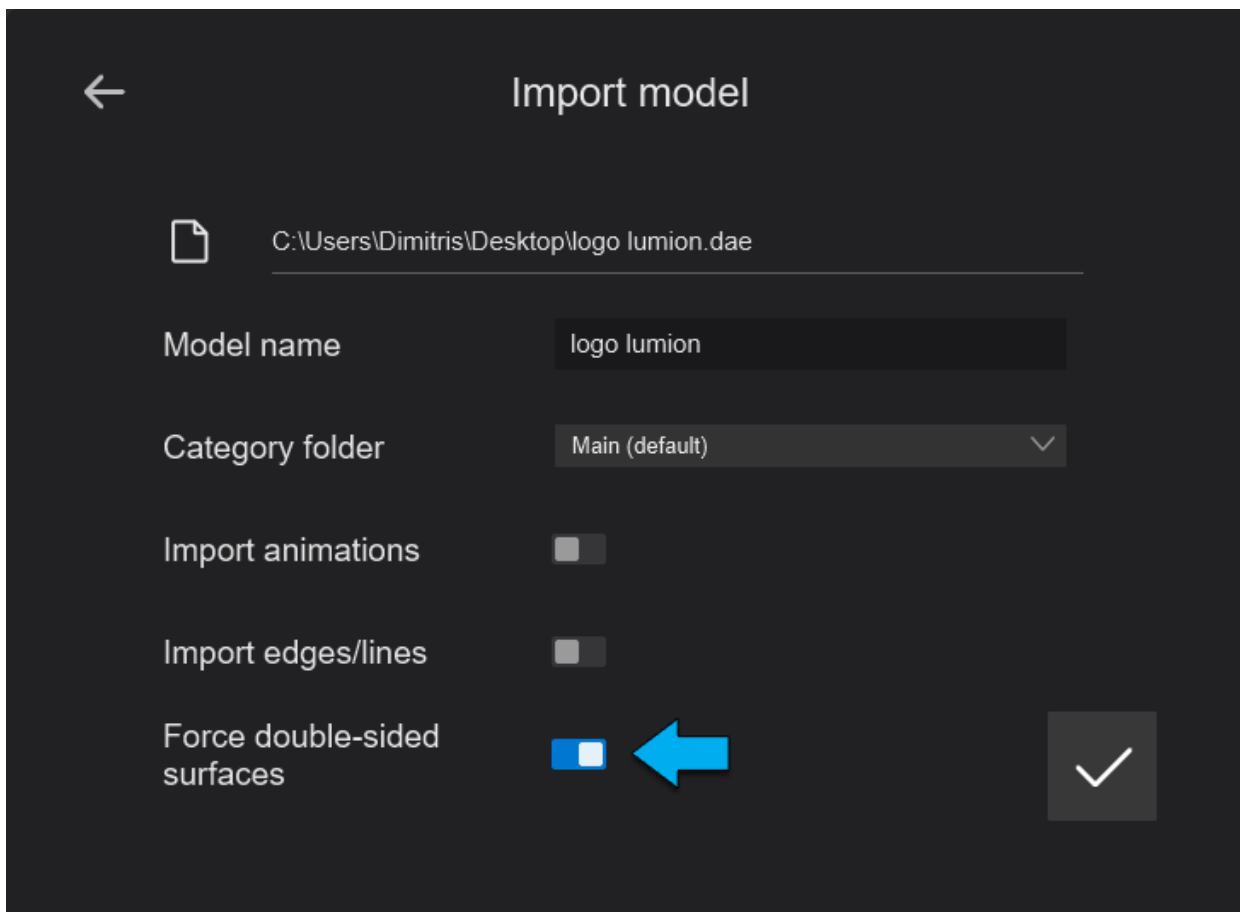 Import model
C:\Users\Dimitris\Desktop\logo lumion.dae
Model name
logo lumion
Category folder
Main (default)
Import animations
Import edges/lines
Force double-sided
surfaces